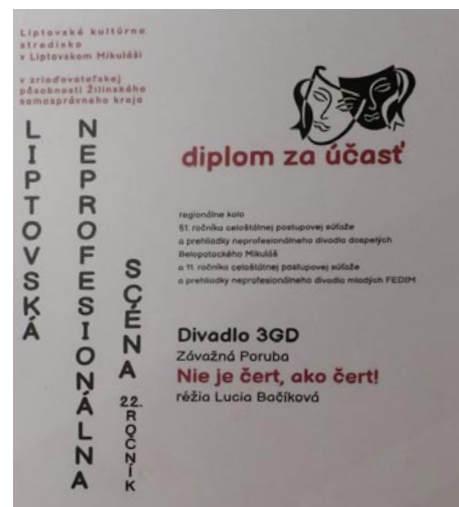 Liptovské kultúrne
stredisko
v Liptovskom Mikuláši
v zriaďovateľskej
pôsobnosti Žilinského
samosprávneho kraja
LIPTOVSKÁ
NEPROFESIONÁLNA
SCÉNA
22. ROČNÍK
diplom za účasť
regionálne kolo
51. ročníka celoštátnej postupovej súťaže
a prehliadky neprofesionálneho divadla dospelých
Belopotockého Mikuláš
a 11. ročníka celoštátnej postupovej súťaže
a prehliadky neprofesionálneho divadla mladých FEDIM
Divadlo 3GD
Závažná Poruba
Nie je čert, ako čert!
réžia Lucia Bačíková